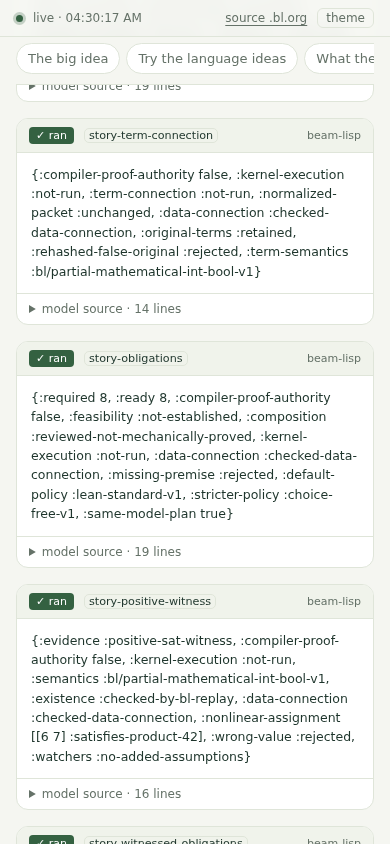 live · 04:30:17 AM
source .bl.org
theme
The big idea
Try the language ideas
What the
model source · 19 lines
✓ ran
story-term-connection
beam-lisp
{:compiler-proof-authority false, :kernel-execution
:not-run, :term-connection :not-run, :normalized-
packet :unchanged, :data-connection :checked-
data-connection, :original-terms :retained,
:rehashed-false-original :rejected, :term-semantics
:bl/partial-mathematical-int-bool-v1}
model source · 14 lines
✓ ran
story-obligations
beam-lisp
{:required 8, :ready 8, :compiler-proof-authority
false, :feasibility :not-established, :composition
:reviewed-not-mechanically-proved, :kernel-
execution :not-run, :data-connection :checked-data-
connection, :missing-premise :rejected, :default-
policy :lean-standard-v1, :stricter-policy :choice-
free-v1, :same-model-plan true}
model source · 19 lines
✓ ran
story-positive-witness
beam-lisp
{:evidence :positive-sat-witness, :compiler-proof-
authority false, :kernel-execution :not-run,
:semantics :bl/partial-mathematical-int-bool-v1,
:existence :checked-by-bl-replay, :data-connection
:checked-data-connection, :nonlinear-assignment
[[6 7] :satisfies-product-42], :wrong-value :rejected,
:watchers :no-added-assumptions}
model source · 16 lines
✓ ran
story-witnessed-obligations
beam-lisp